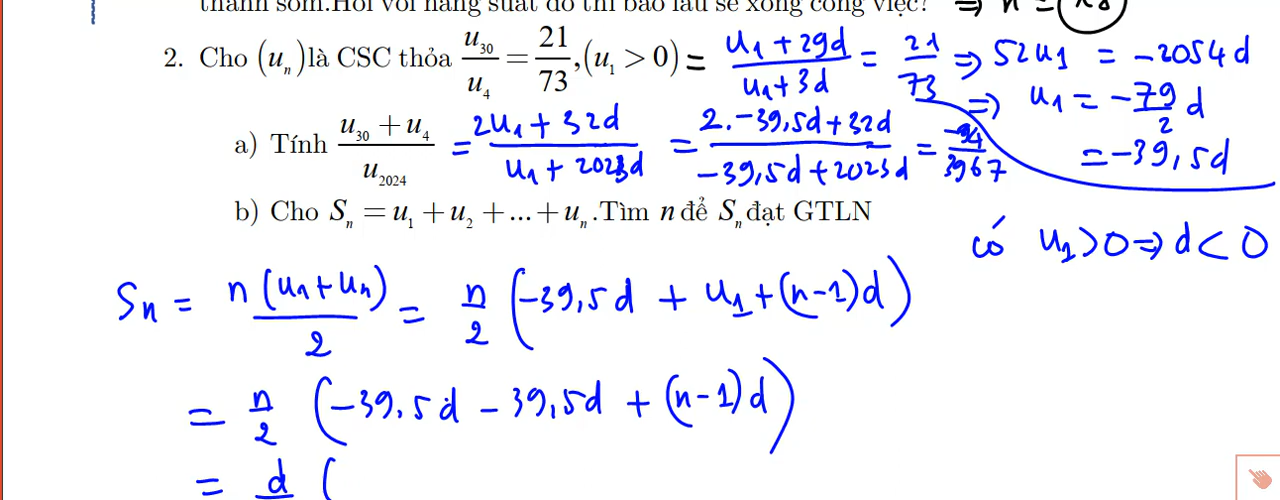 thành sớm.Hỏi với năng suất đó thì bao lâu sẽ xong công việc? => n =
2. Cho (uₙ) là CSC thỏa u₃₀/u₄ = 21/73, (u₁ > 0) = (u₁ + 29d)/(u₁ + 3d) = 21/73 => 52u₁ = -2054d
=> u₁ = -79/2 d
a) Tính (u₃₀ + u₄)/u₂₀₂₄ = (2u₁ + 32d)/(u₁ + 2023d) = (2.-39,5d + 32d)/(-39,5d + 2023d) = /3967
= -39,5d
b) Cho Sₙ = u₁ + u₂ + ... + uₙ.Tìm n để Sₙ đạt GTLN
có u₁ > 0 => d < 0
Sₙ = n(u₁ + uₙ)/2 = n/2 (-39,5d + u₁ + (n-1)d)
= n/2 (-39,5d - 39,5d + (n-1)d)
= d (